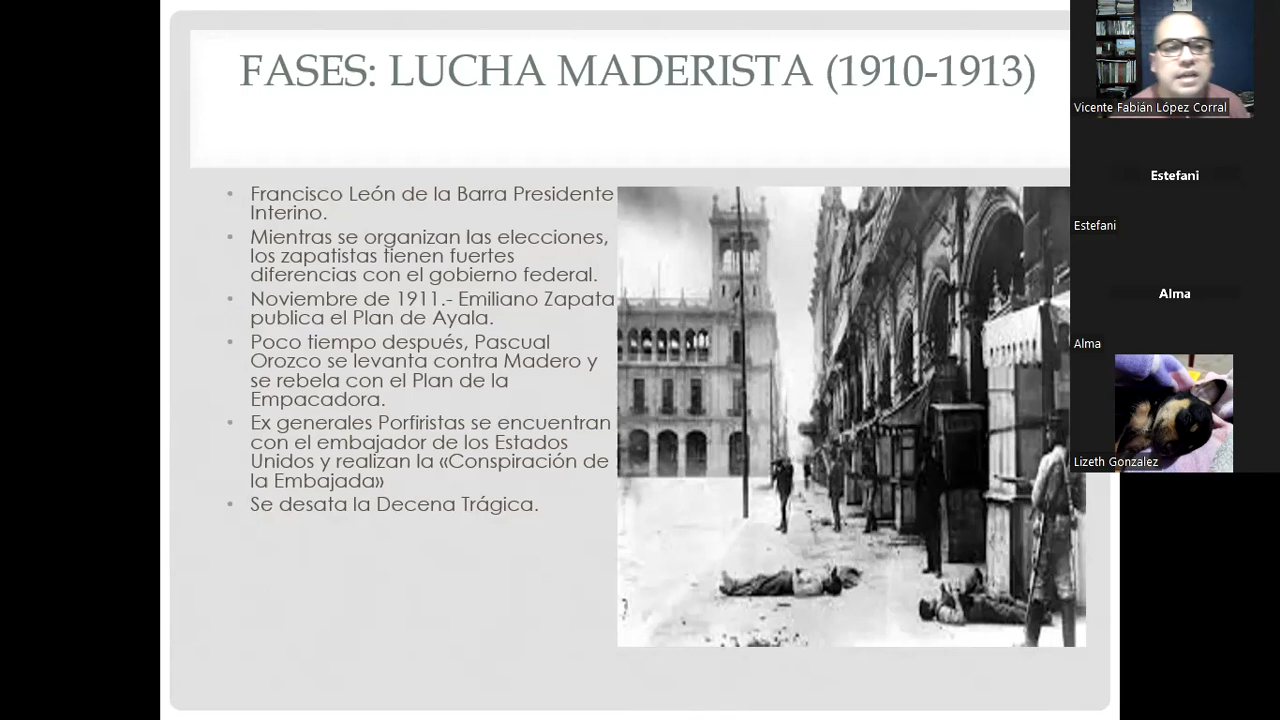 FASES: LUCHA MADERISTA (1910-1913)
• Francisco León de la Barra Presidente
Interino.
• Mientras se organizan las elecciones,
los zapatistas tienen fuertes
diferencias con el gobierno federal.
• Noviembre de 1911.- Emiliano Zapata
publica el Plan de Ayala.
• Poco tiempo después, Pascual
Orozco se levanta contra Madero y
se rebela con el Plan de la
Empacadora.
• Ex generales Porfiristas se encuentran
con el embajador de los Estados
Unidos y realizan la «Conspiración de
la Embajada»
• Se desata la Decena Trágica.
Vicente Fabián López Corral
Estefani
Estefani
Alma
Alma
Lizeth Gonzalez